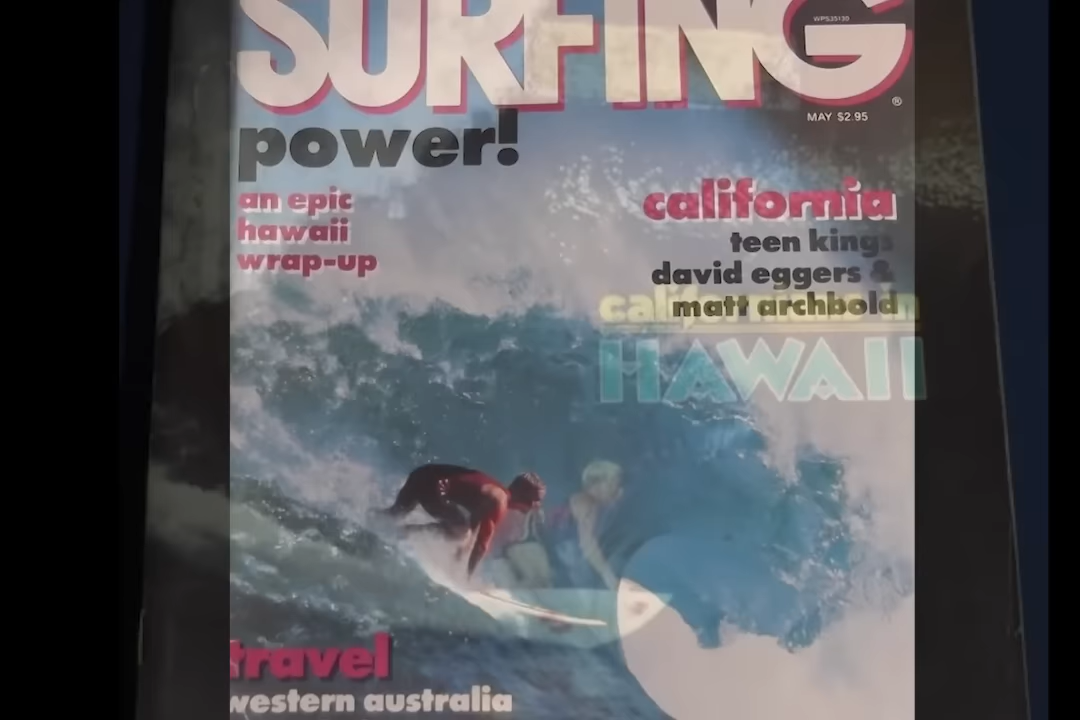 SURFING
WPS35130
®
MAY $2.95
power!
an epic
hawaii
wrap-up
california
teen kings
david eggers &
matt archbold
HAWAII
travel
western australia